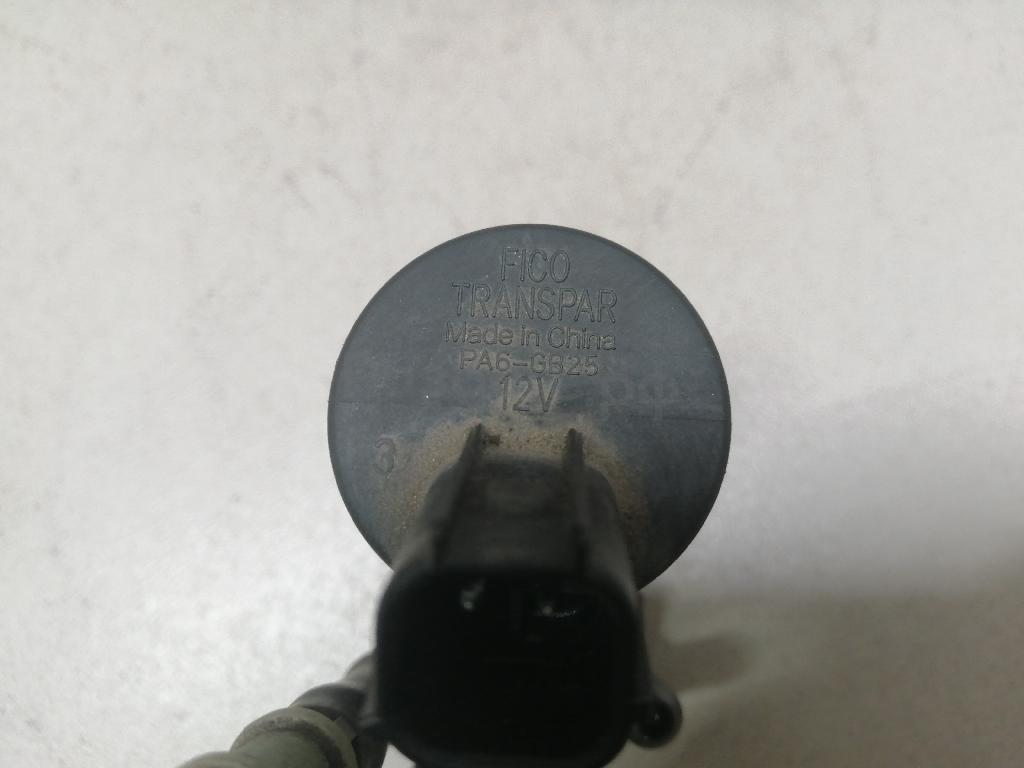 FICO
TRANSPAR
Made in China
PA6-GB25
12V
3